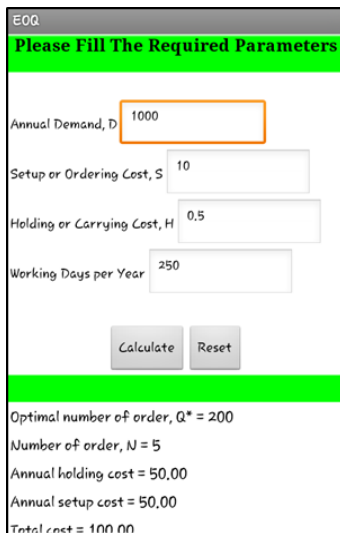 EOQ
Please Fill The Required Parameters
Annual Demand, D 1000
Setup or Ordering Cost, S 10
Holding or Carrying Cost, H 0.5
Working Days per Year 250
Calculate Reset
Optimal number of order, Q* = 200
Number of order, N = 5
Annual holding cost = 50.00
Annual setup cost = 50.00
Total cost = 100.00